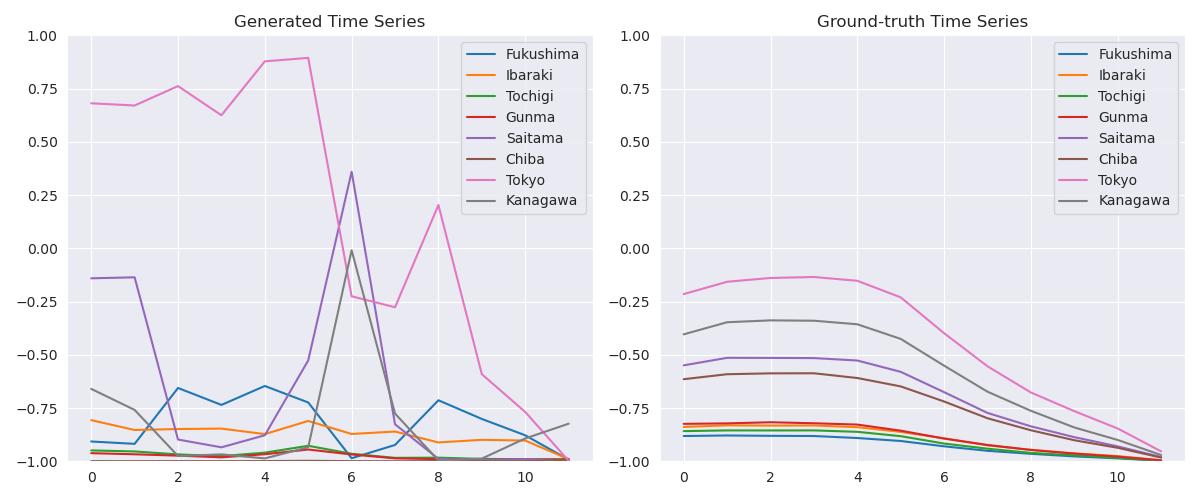 Generated Time Series
1.00
0.75
0.50
0.25
0.00
−0.25
−0.50
−0.75
−1.00
0 2 4 6 8 10
Fukushima
Ibaraki
Tochigi
Gunma
Saitama
Chiba
Tokyo
Kanagawa
Ground-truth Time Series
1.00
0.75
0.50
0.25
0.00
−0.25
−0.50
−0.75
−1.00
0 2 4 6 8 10
Fukushima
Ibaraki
Tochigi
Gunma
Saitama
Chiba
Tokyo
Kanagawa